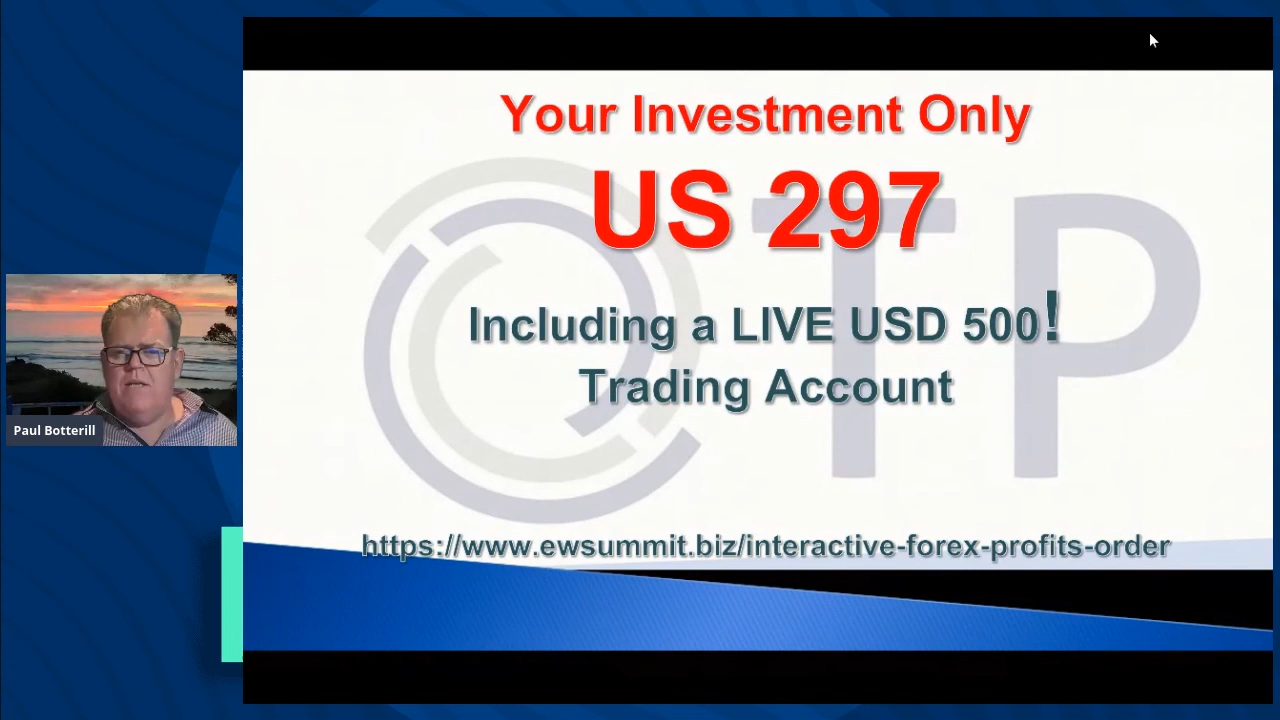 Your Investment Only
US 297
Including a LIVE USD 500!
Trading Account
OTP
Paul Botterill
https://www.ewsummit.biz/interactive-forex-profits-order